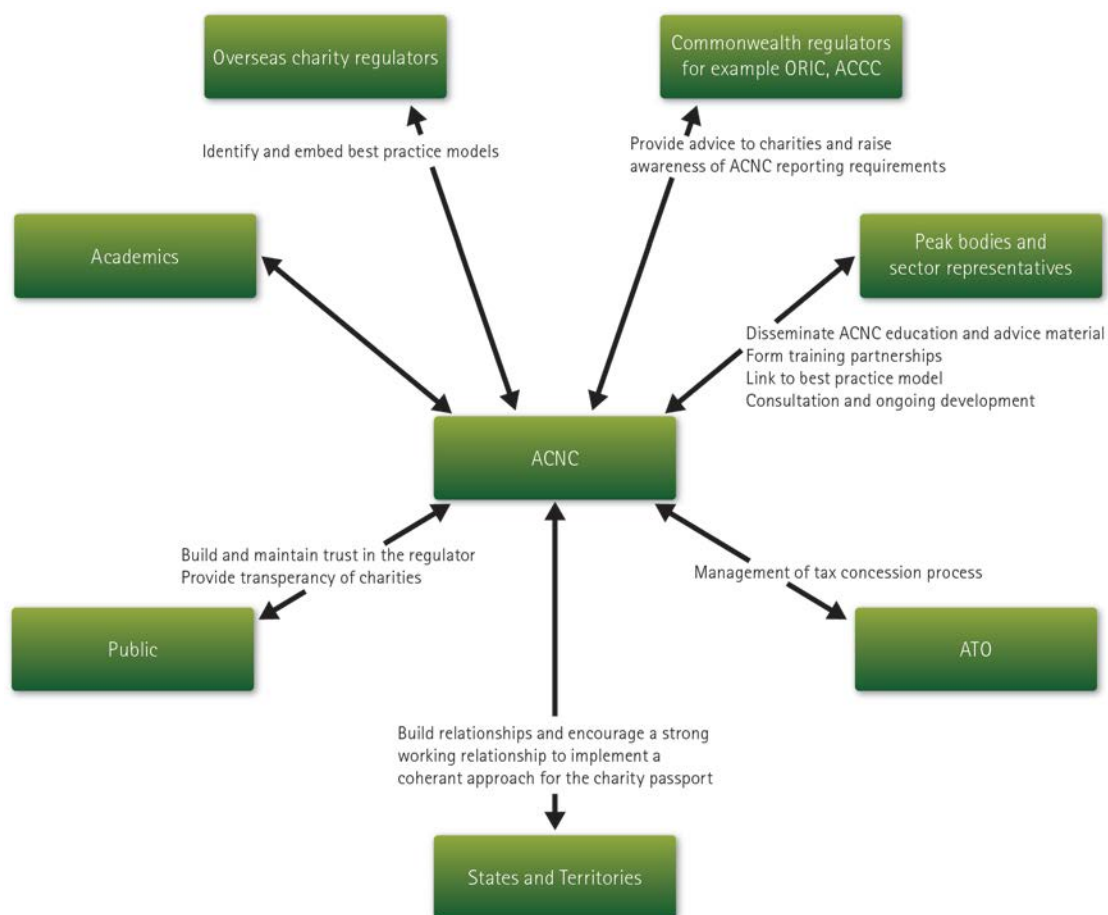 Overseas charity regulators
Commonwealth regulators
for example ORIC, ACCC
Identify and embed best practice models
Provide advice to charities and raise
awareness of ACNC reporting requirements
Academics
Peak bodies and
sector representatives
Disseminate ACNC education and advice material
Form training partnerships
Link to best practice model
Consultation and ongoing development
ACNC
Build and maintain trust in the regulator
Provide transperancy of charities
Management of tax concession process
Public
ATO
Build relationships and encourage a strong
working relationship to implement a
coherant approach for the charity passport
States and Territories